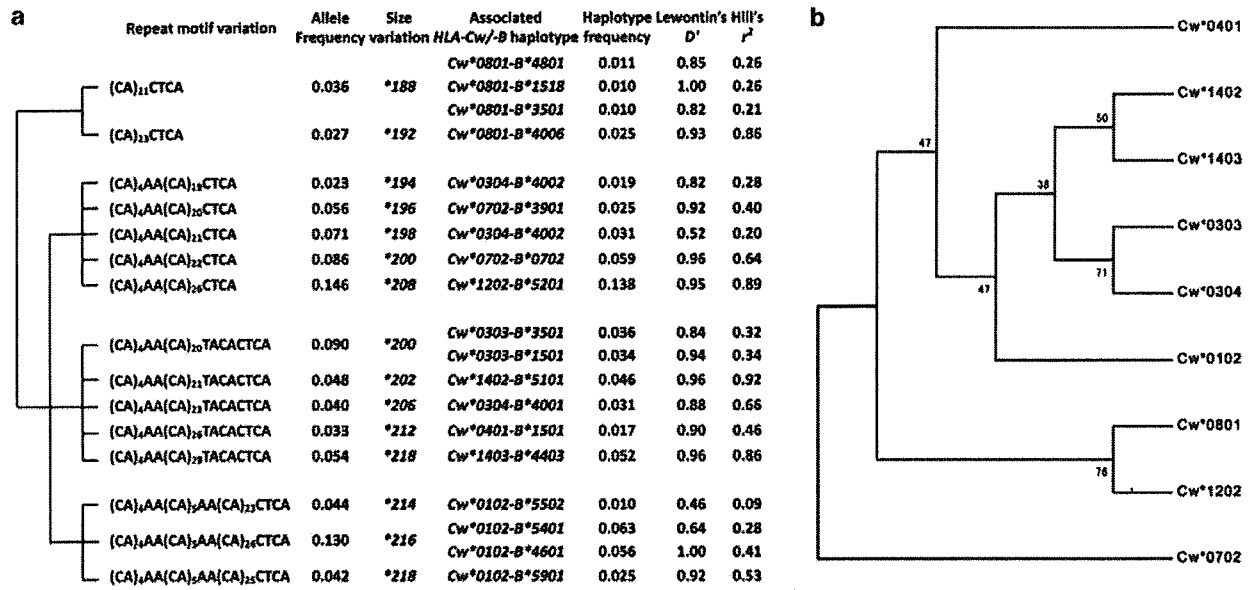 a
Repeat motif variation
Allele Frequency
Size variation
Associated HLA-Cw/-B haplotype
Haplotype frequency
Lewontin's D'
Hill's r²
Cw*0801-B*4801 0.011 0.85 0.26
(CA)₁₁CTCA 0.036 *188 Cw*0801-B*1518 0.010 1.00 0.26
Cw*0801-B*3501 0.010 0.82 0.21
(CA)₂₃CTCA 0.027 *192 Cw*0801-B*4006 0.025 0.93 0.86
(CA)₄AA(CA)₁₈CTCA 0.023 *194 Cw*0304-B*4002 0.019 0.82 0.28
(CA)₄AA(CA)₂₀CTCA 0.056 *196 Cw*0702-B*3901 0.025 0.92 0.40
(CA)₄AA(CA)₂₁CTCA 0.071 *198 Cw*0304-B*4002 0.031 0.52 0.20
(CA)₄AA(CA)₂₂CTCA 0.086 *200 Cw*0702-B*0702 0.059 0.96 0.64
(CA)₄AA(CA)₂₆CTCA 0.146 *208 Cw*1202-B*5201 0.138 0.95 0.89
Cw*0303-B*3501 0.036 0.84 0.32
(CA)₄AA(CA)₂₀TACACTCA 0.090 *200
Cw*0303-B*1501 0.034 0.94 0.34
(CA)₄AA(CA)₂₁TACACTCA 0.048 *202 Cw*1402-B*5101 0.046 0.96 0.92
(CA)₄AA(CA)₂₃TACACTCA 0.040 *206 Cw*0304-B*4001 0.031 0.88 0.66
(CA)₄AA(CA)₂₆TACACTCA 0.033 *212 Cw*0401-B*1501 0.017 0.90 0.46
(CA)₄AA(CA)₂₉TACACTCA 0.054 *218 Cw*1403-B*4403 0.052 0.96 0.86
(CA)₄AA(CA)₅AA(CA)₂₃CTCA 0.044 *214 Cw*0102-B*5502 0.010 0.46 0.09
Cw*0102-B*5401 0.063 0.64 0.28
(CA)₄AA(CA)₅AA(CA)₂₄CTCA 0.130 *216
Cw*0102-B*4601 0.056 1.00 0.41
(CA)₄AA(CA)₅AA(CA)₂₅CTCA 0.042 *218 Cw*0102-B*5901 0.025 0.92 0.53
b
Cw*0401
Cw*1402
50
47
Cw*1403
38
Cw*0303
71
Cw*0304
47
Cw*0102
Cw*0801
76
Cw*1202
Cw*0702